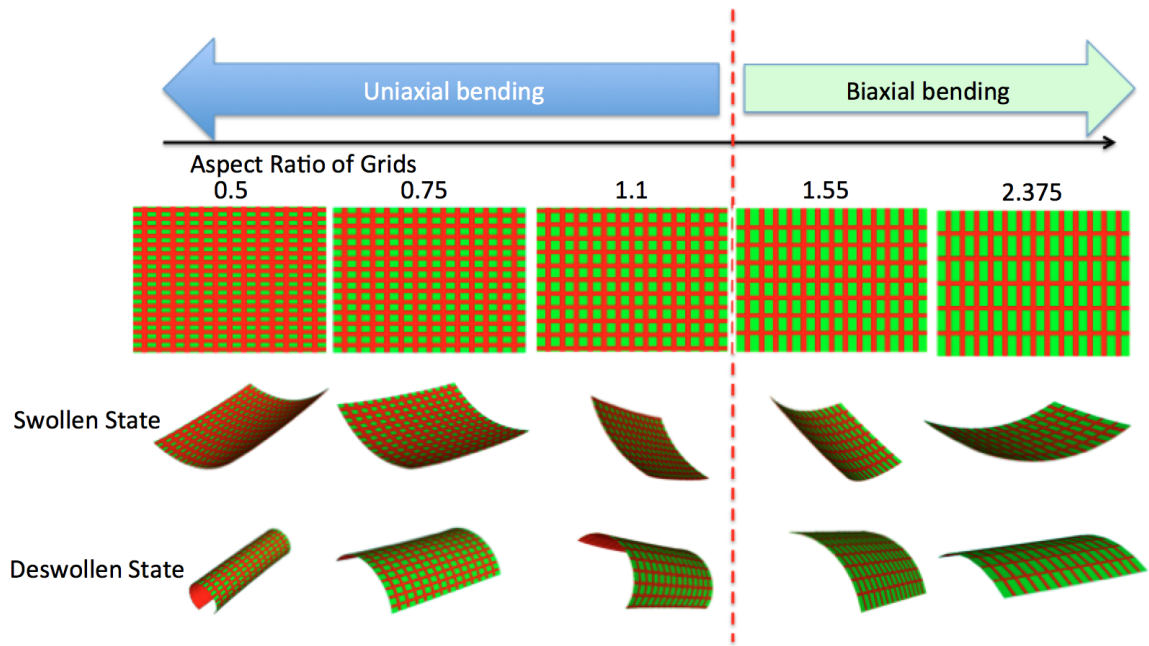 Uniaxial bending
Biaxial bending
Aspect Ratio of Grids
0.5
0.75
1.1
1.55
2.375
Swollen State
Deswollen State